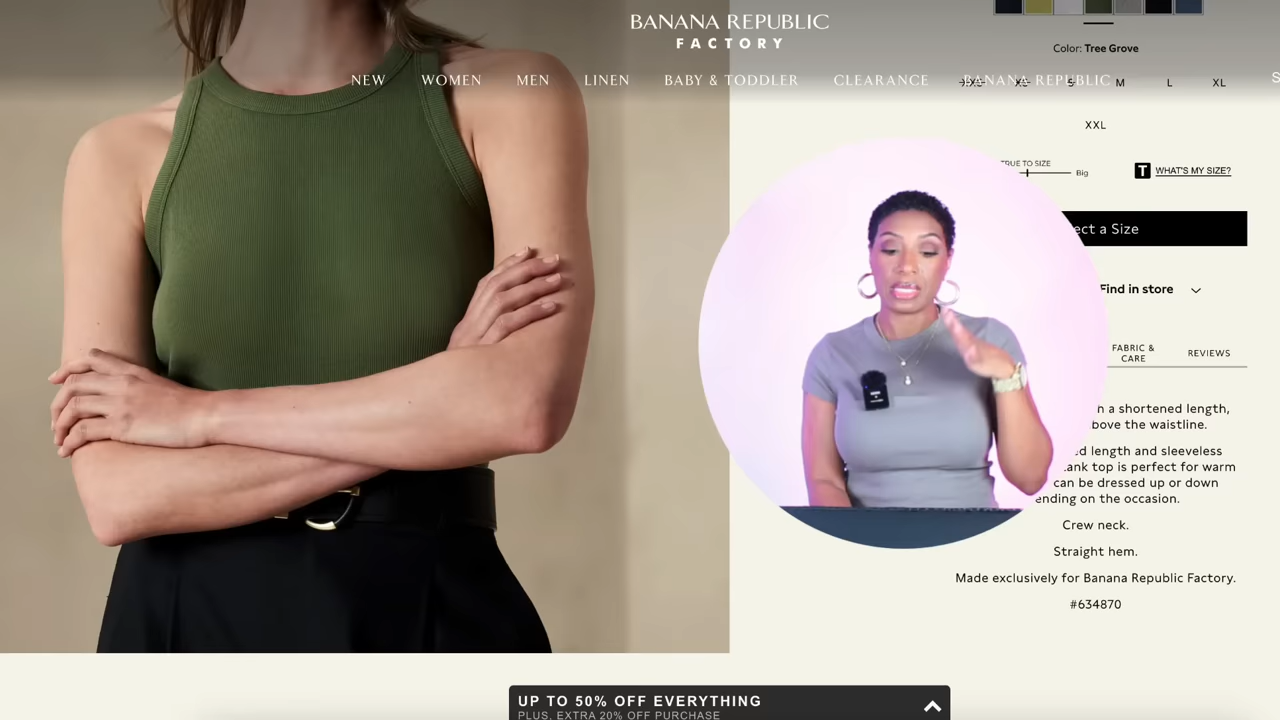 BANANA REPUBLIC
FACTORY
NEW WOMEN MEN LINEN BABY & TODDLER CLEARANCE BANANA REPUBLIC
Color: Tree Grove
XXS XS S M L XL
XXL
TRUE TO SIZE
Big
T WHAT'S MY SIZE?
ect a Size
Find in store
FABRIC &
CARE
REVIEWS
n a shortened length,
bove the waistline.
ed length and sleeveless
ank top is perfect for warm
can be dressed up or down
ending on the occasion.
Crew neck.
Straight hem.
Made exclusively for Banana Republic Factory.
#634870
UP TO 50% OFF EVERYTHING
PLUS, EXTRA 20% OFF PURCHASE